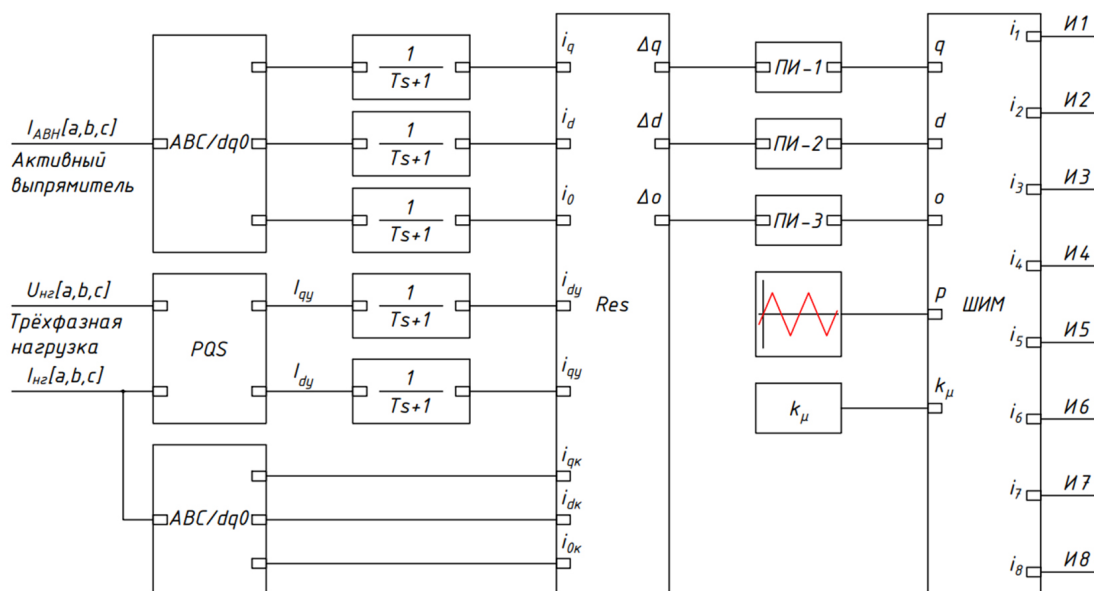 I_АВН[a,b,c]
Активный
выпрямитель
ABC/dq0
1
Ts+1
1
Ts+1
1
Ts+1
U_нг[a,b,c]
Трёхфазная
нагрузка
I_нг[a,b,c]
PQS
I_qy
I_dy
1
Ts+1
1
Ts+1
ABC/dq0
i_q
i_d
i_0
i_dy
i_qy
i_qк
i_dк
i_0к
Res
Δq
Δd
Δo
ПИ-1
ПИ-2
ПИ-3
k_μ
q
d
o
p
k_μ
ШИМ
i_1
i_2
i_3
i_4
i_5
i_6
i_7
i_8
И1
И2
И3
И4
И5
И6
И7
И8